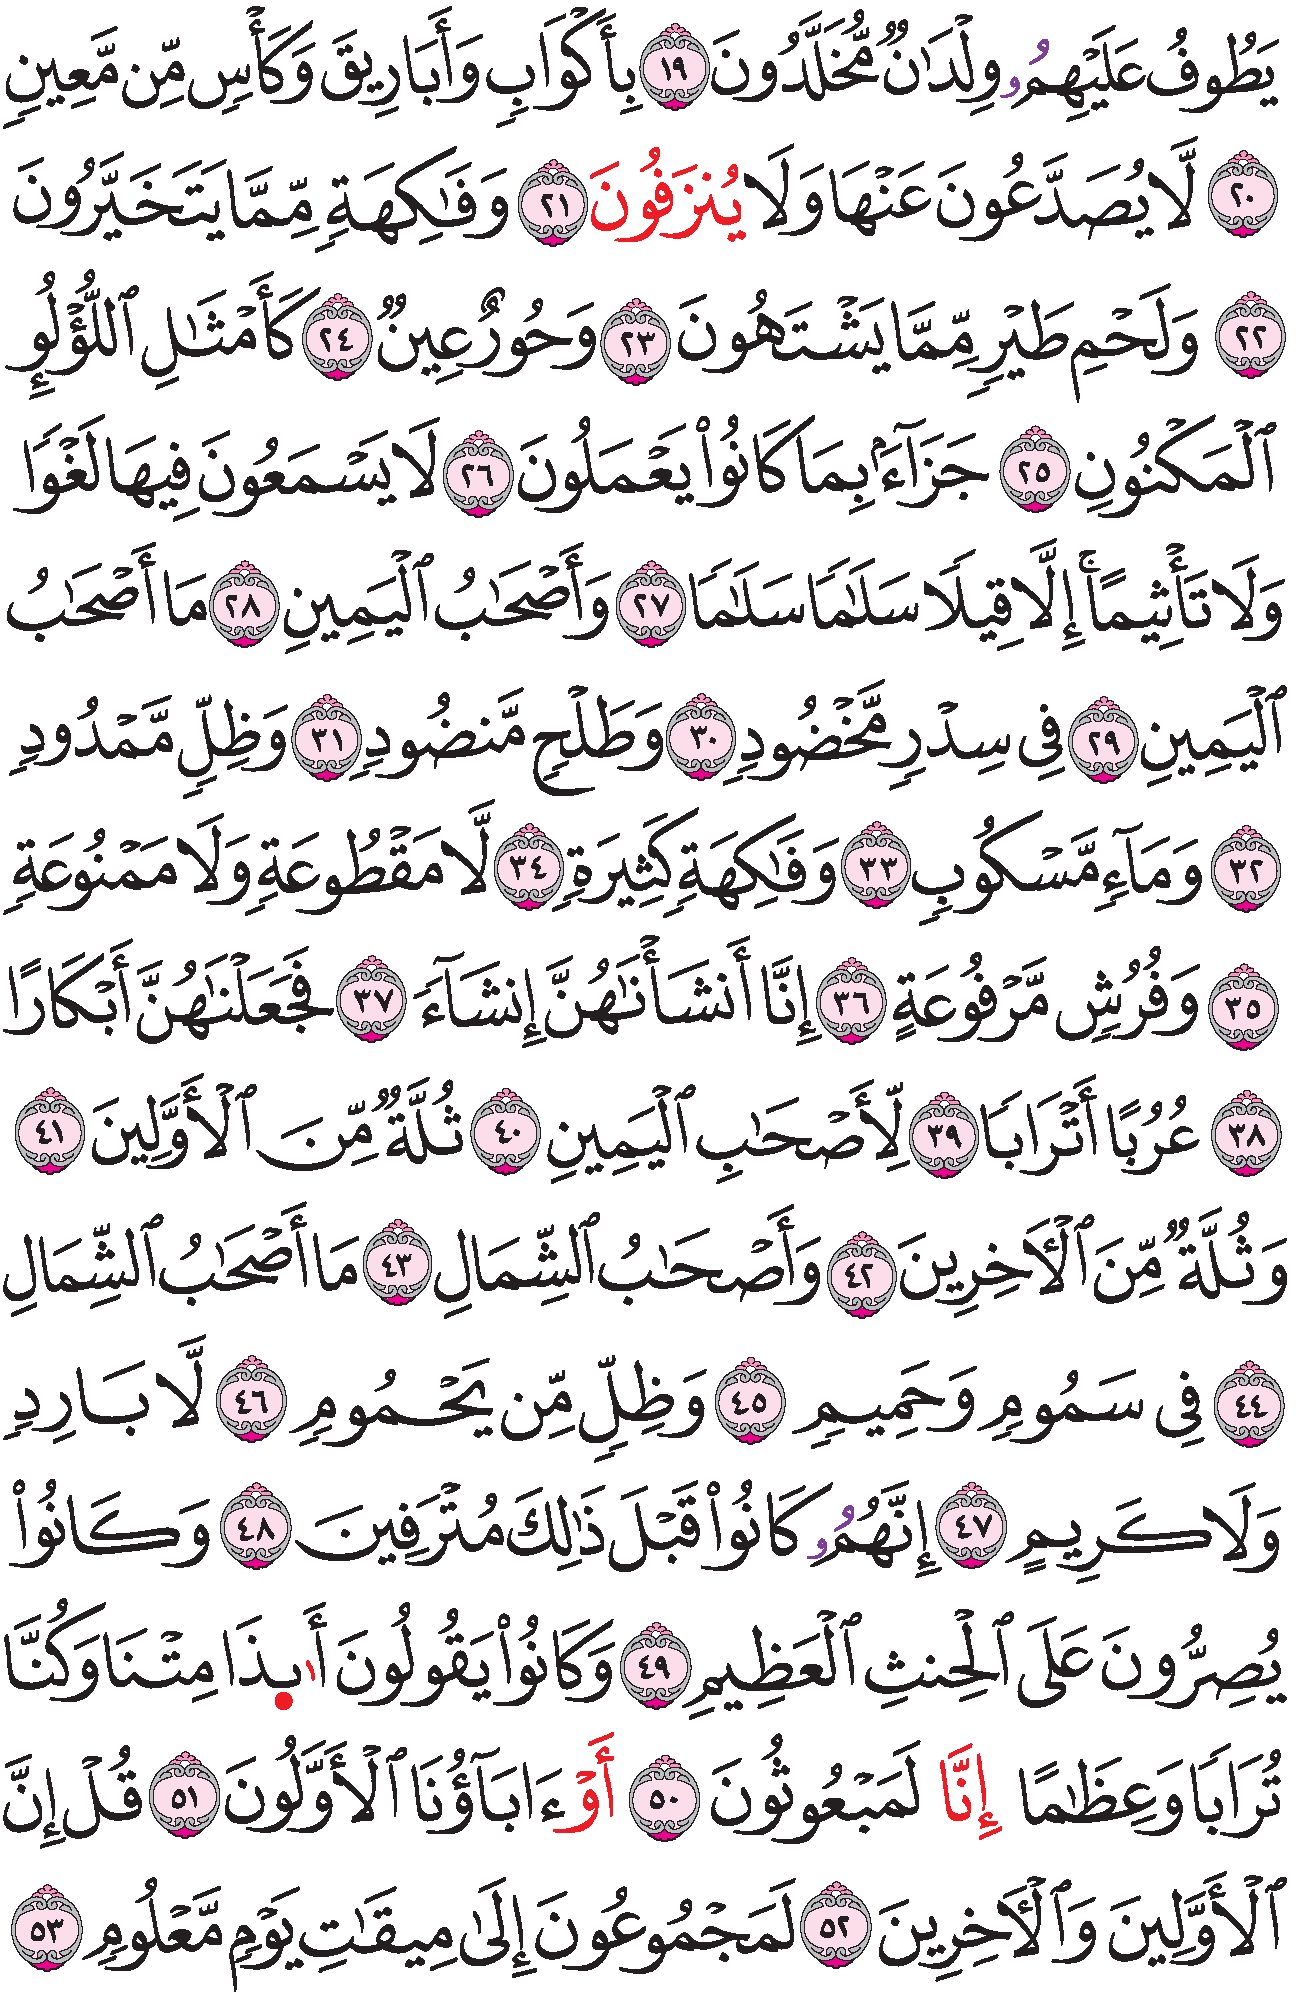 يَطُوفُ عَلَيْهِمُۥ وِلْدَٰنٌ مُّخَلَّدُونَ ١٩ بِأَكْوَابٍ وَأَبَارِيقَ وَكَأْسٍ مِّن مَّعِينٍ
٢٠ لَّا يُصَدَّعُونَ عَنْهَا وَلَا يُنزَفُونَ ٢١ وَفَٰكِهَةٍ مِّمَّا يَتَخَيَّرُونَ
٢٢ وَلَحْمِ طَيْرٍ مِّمَّا يَشْتَهُونَ ٢٣ وَحُورٌ عِينٌ ٢٤ كَأَمْثَٰلِ ٱللُّؤْلُوِٕ
ٱلْمَكْنُونِ ٢٥ جَزَآءَۢ بِمَا كَانُوا۟ يَعْمَلُونَ ٢٦ لَا يَسْمَعُونَ فِيهَا لَغْوًا
وَلَا تَأْثِيمًا إِلَّا قِيلًا سَلَٰمًا سَلَٰمًا ٢٧ وَأَصْحَٰبُ ٱلْيَمِينِ ٢٨ مَا أَصْحَٰبُ
ٱلْيَمِينِ ٢٩ فِى سِدْرٍ مَّخْضُودٍ ٣٠ وَطَلْحٍ مَّنضُودٍ ٣١ وَظِلٍّ مَّمْدُودٍ
٣٢ وَمَآءٍ مَّسْكُوبٍ ٣٣ وَفَٰكِهَةٍ كَثِيرَةٍ ٣٤ لَّا مَقْطُوعَةٍ وَلَا مَمْنُوعَةٍ
٣٥ وَفُرُشٍ مَّرْفُوعَةٍ ٣٦ إِنَّا أَنشَأْنَٰهُنَّ إِنشَآءً ٣٧ فَجَعَلْنَٰهُنَّ أَبْكَارًا
٣٨ عُرُبًا أَتْرَابًا ٣٩ لِّأَصْحَٰبِ ٱلْيَمِينِ ٤٠ ثُلَّةٌ مِّنَ ٱلْأَوَّلِينَ ٤١
وَثُلَّةٌ مِّنَ ٱلْأَخِرِينَ ٤٢ وَأَصْحَٰبُ ٱلشِّمَالِ ٤٣ مَا أَصْحَٰبُ ٱلشِّمَالِ
٤٤ فِى سَمُومٍ وَحَمِيمٍ ٤٥ وَظِلٍّ مِّن يَحْمُومٍ ٤٦ لَّا بَارِدٍ
وَلَا كَرِيمٍ ٤٧ إِنَّهُمُۥ كَانُوا۟ قَبْلَ ذَٰلِكَ مُتْرَفِينَ ٤٨ وَكَانُوا۟
يُصِرُّونَ عَلَى ٱلْحِنثِ ٱلْعَظِيمِ ٤٩ وَكَانُوا۟ يَقُولُونَ أَٰى۪ذَا مِتْنَا وَكُنَّا
تُرَابًا وَعِظَٰمًا إِنَّا لَمَبْعُوثُونَ ٥٠ أَوْ ءَابَآؤُنَا ٱلْأَوَّلُونَ ٥١ قُلْ إِنَّ
ٱلْأَوَّلِينَ وَٱلْأَخِرِينَ ٥٢ لَمَجْمُوعُونَ إِلَىٰ مِيقَٰتِ يَوْمٍ مَّعْلُومٍ ٥٣